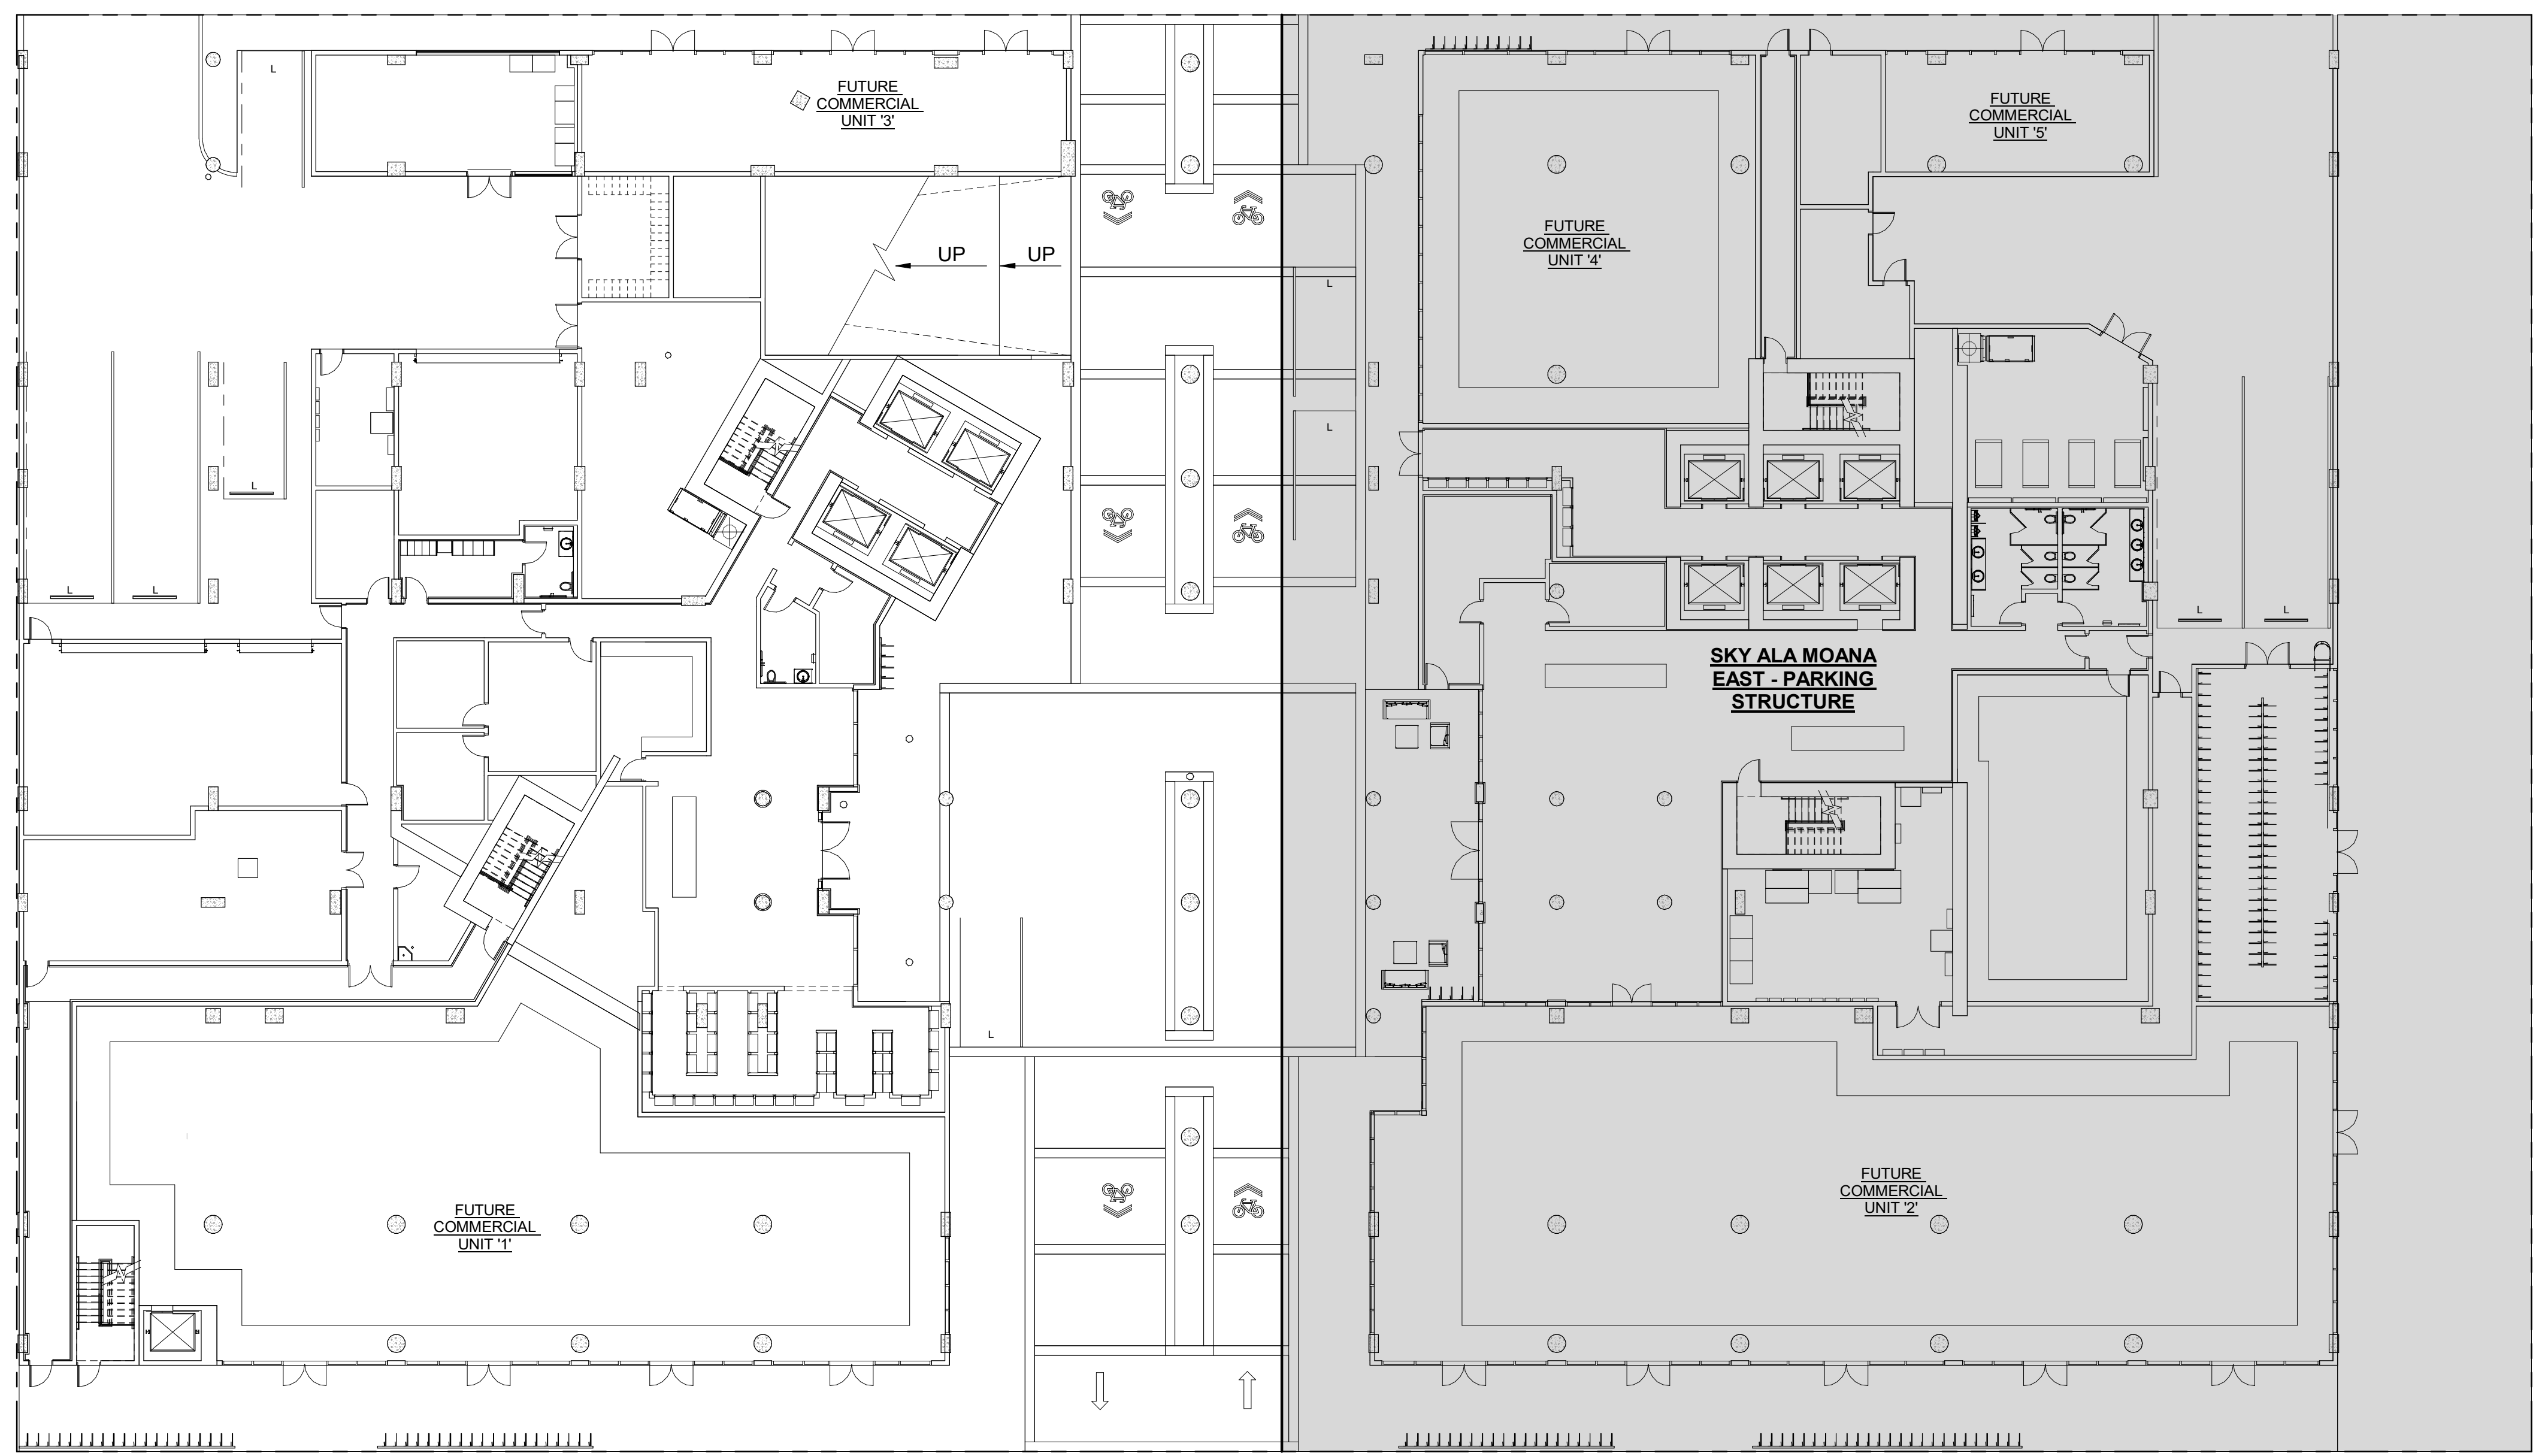 L
FUTURE
COMMERCIAL
UNIT '3'
FUTURE
COMMERCIAL
UNIT '5'
FUTURE
COMMERCIAL
UNIT '4'
UP
UP
L
L
L
L
L
L
L
SKY ALA MOANA
EAST - PARKING
STRUCTURE
L
FUTURE
COMMERCIAL
UNIT '1'
FUTURE
COMMERCIAL
UNIT '2'